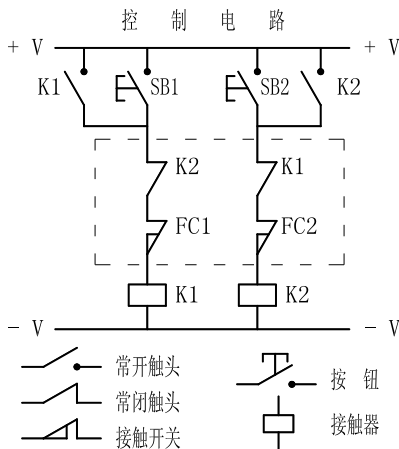 控制电路
+ V + V
K1 SB1 SB2 K2
K2 K1
FC1 FC2
K1 K2
- V - V
常开触头 按钮
常闭触头
接触开关 接触器